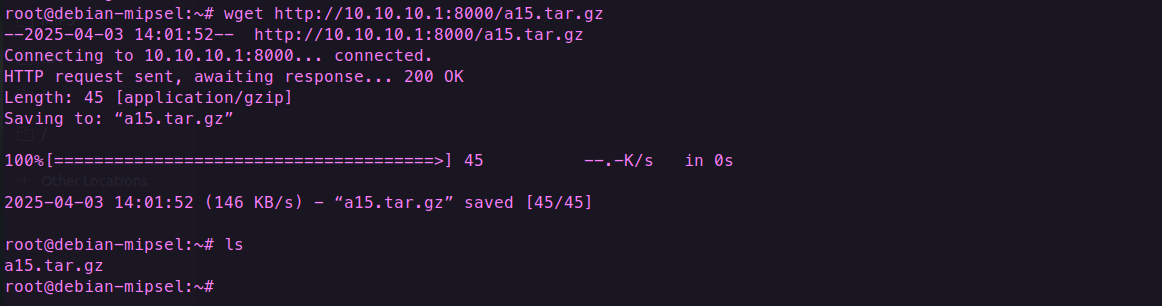 root@debian-mipsel:~# wget http://10.10.10.1:8000/a15.tar.gz
--2025-04-03 14:01:52--  http://10.10.10.1:8000/a15.tar.gz
Connecting to 10.10.10.1:8000... connected.
HTTP request sent, awaiting response... 200 OK
Length: 45 [application/gzip]
Saving to: “a15.tar.gz”
/
100%[======================================>] 45          --.-K/s   in 0s
+ Other Locations
2025-04-03 14:01:52 (146 KB/s) - “a15.tar.gz” saved [45/45]
root@debian-mipsel:~# ls
a15.tar.gz
root@debian-mipsel:~#